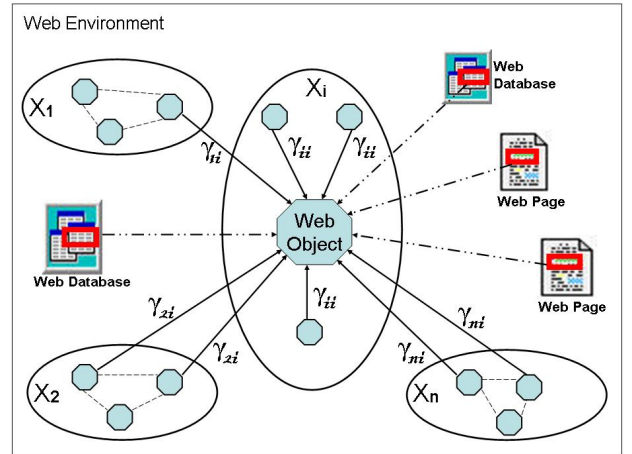 Web Environment
X1
Xi
Web
Database
γ1i
γii
γii
Web Page
Web
Object
Web Database
Web Page
γ2i
γii
γni
γ2i
γni
X2
Xn